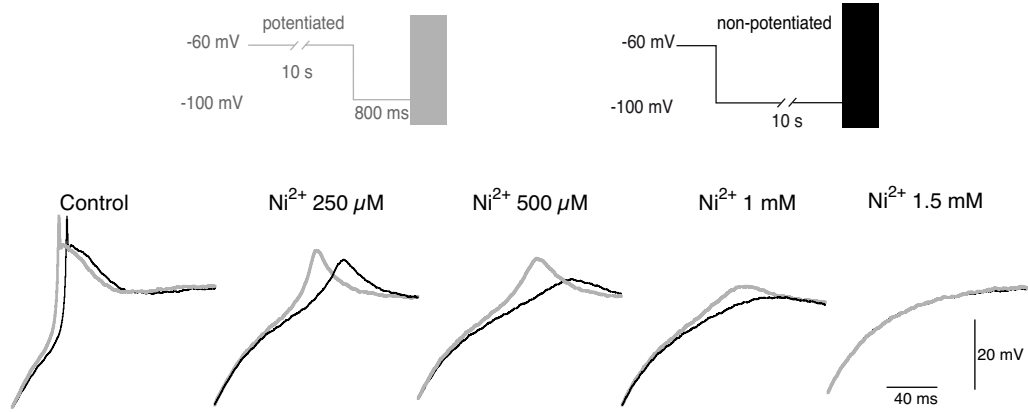 potentiated
-60 mV
10 s
-100 mV
800 ms
non-potentiated
-60 mV
-100 mV
10 s
Control
Ni²⁺ 250 µM
Ni²⁺ 500 µM
Ni²⁺ 1 mM
Ni²⁺ 1.5 mM
20 mV
40 ms